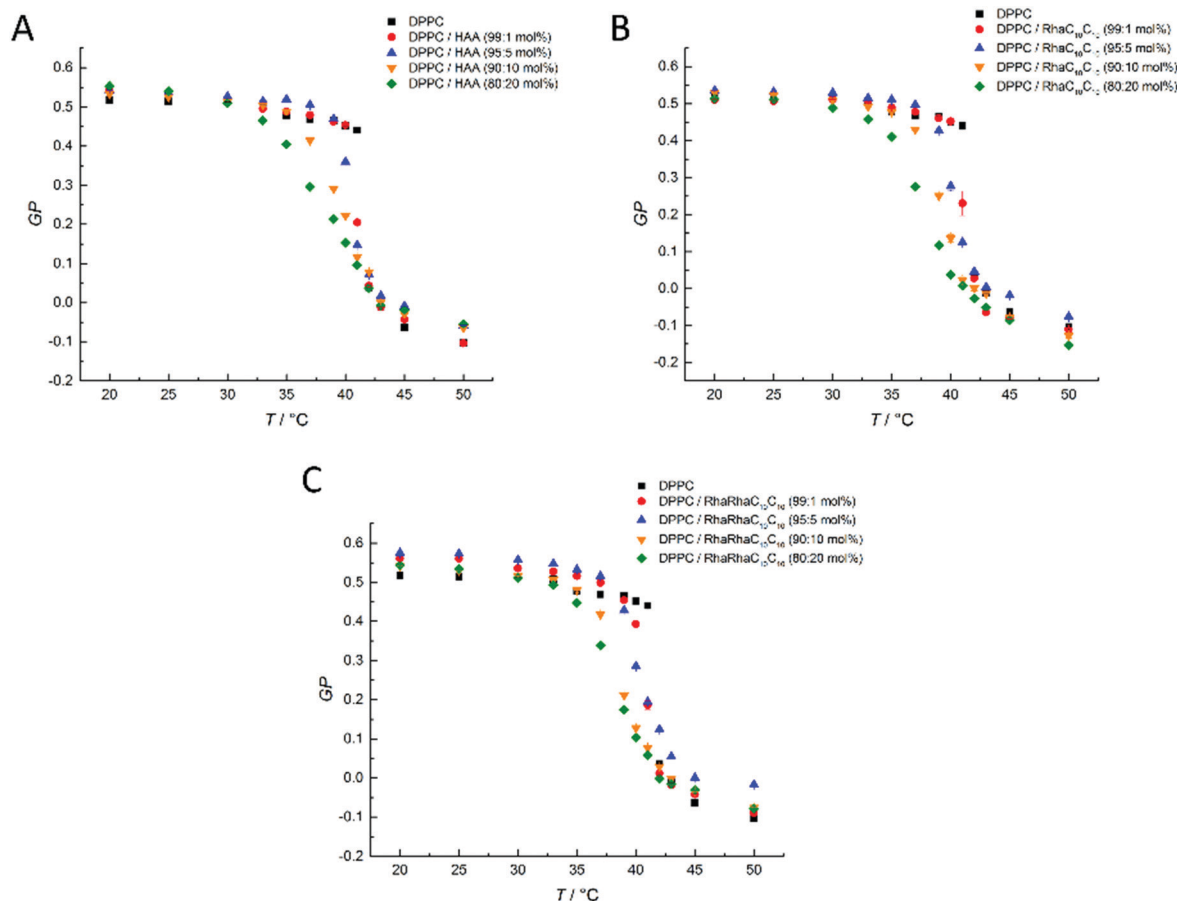 A
DPPC
DPPC / HAA (99:1 mol%)
DPPC / HAA (95:5 mol%)
DPPC / HAA (90:10 mol%)
DPPC / HAA (80:20 mol%)
0.6
0.5
0.4
0.3
0.2
0.1
0.0
-0.1
-0.2
GP
20 25 30 35 40 45 50
T / °C
B
DPPC
DPPC / RhaC₁₀C₁₀ (99:1 mol%)
DPPC / RhaC₁₀C₁₀ (95:5 mol%)
DPPC / RhaC₁₀C₁₀ (90:10 mol%)
DPPC / RhaC₁₀C₁₀ (80:20 mol%)
0.6
0.5
0.4
0.3
0.2
0.1
0.0
-0.1
-0.2
GP
20 25 30 35 40 45 50
T / °C
C
DPPC
DPPC / RhaRhaC₁₀C₁₀ (99:1 mol%)
DPPC / RhaRhaC₁₀C₁₀ (95:5 mol%)
DPPC / RhaRhaC₁₀C₁₀ (90:10 mol%)
DPPC / RhaRhaC₁₀C₁₀ (80:20 mol%)
0.6
0.5
0.4
0.3
0.2
0.1
0.0
-0.1
-0.2
GP
20 25 30 35 40 45 50
T / °C